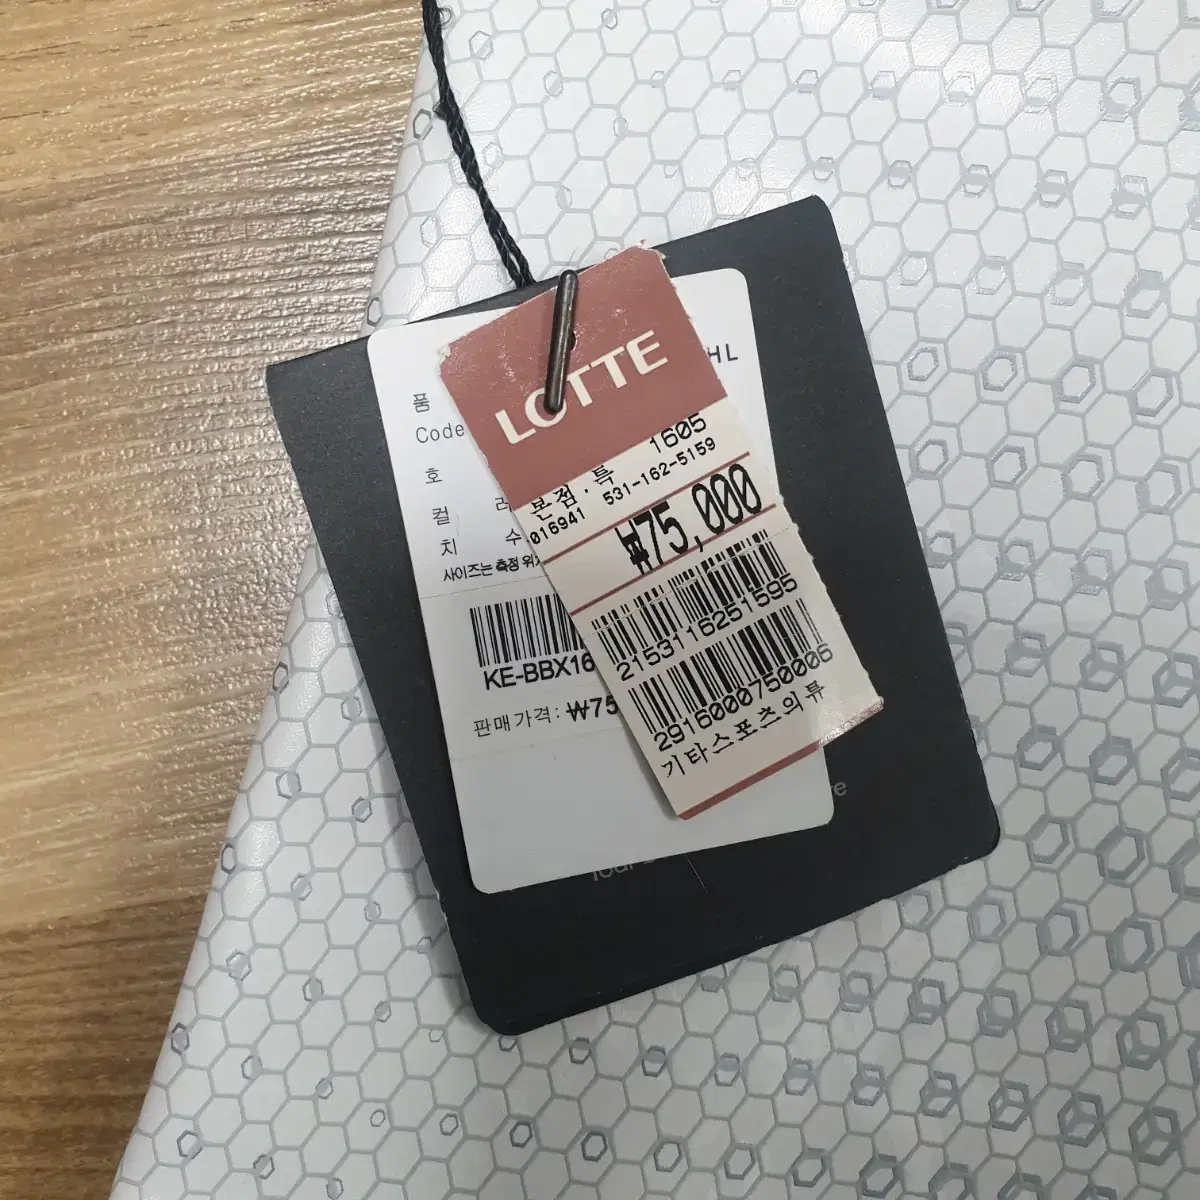 LOTTE
본점.특 1605
016941 531-162-5159
₩75,000
2153116251595
2916000750006
기타스포츠의류
HL
품
Code
호
컬 러
치 수
사이즈는 측정 위
KE-BBX16
판매가격:₩75